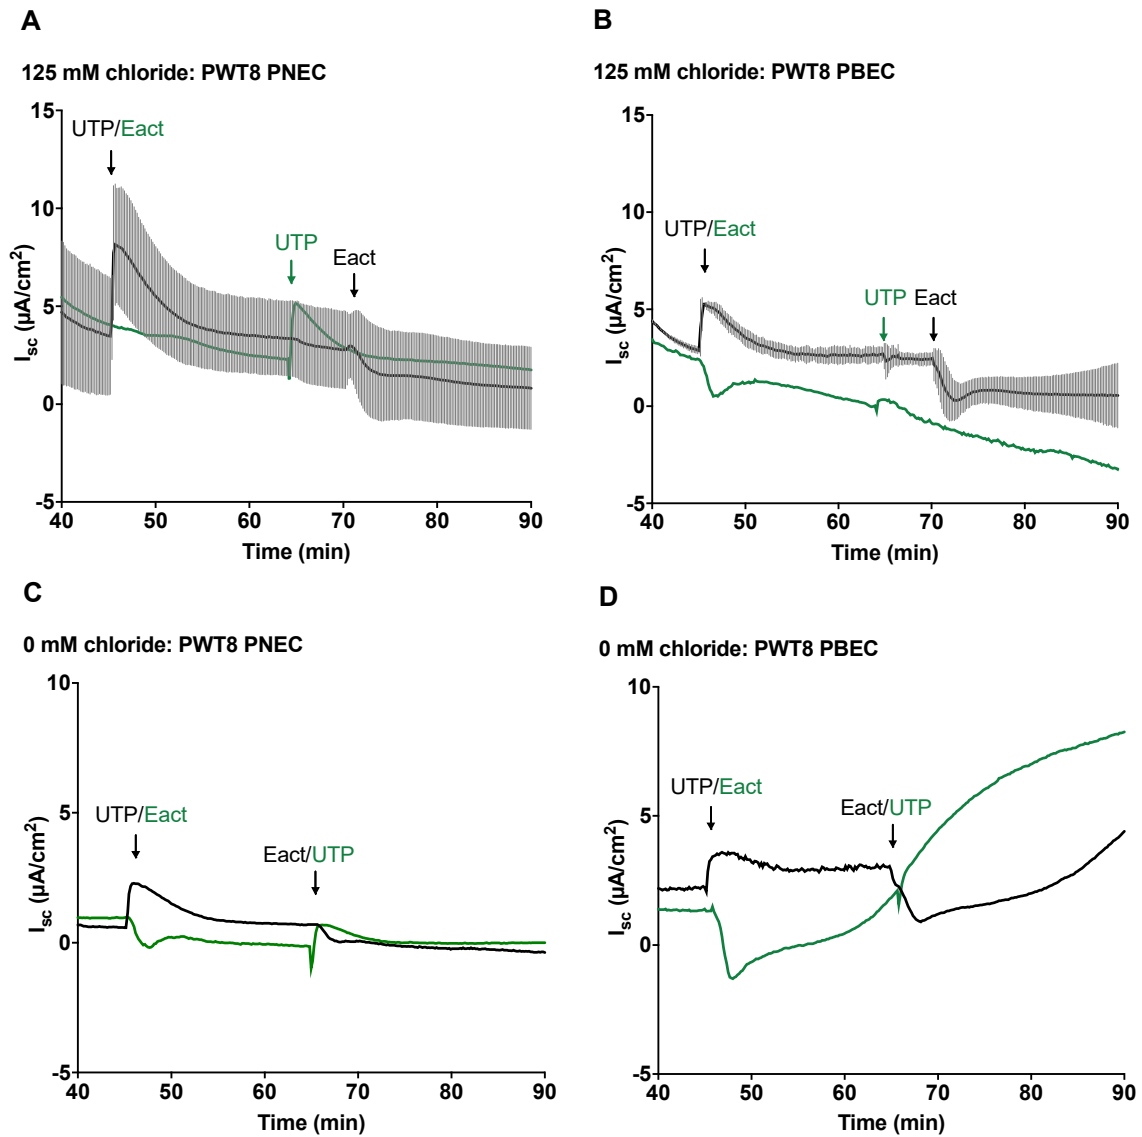 A
125 mM chloride: PWT8 PNEC
15
10
5
0
-5
I_sc (µA/cm²)
UTP/Eact
UTP
Eact
40 50 60 70 80 90
Time (min)
B
125 mM chloride: PWT8 PBEC
15
10
5
0
-5
I_sc (µA/cm²)
UTP/Eact
UTP Eact
40 50 60 70 80 90
Time (min)
C
0 mM chloride: PWT8 PNEC
10
5
0
-5
I_sc (µA/cm²)
UTP/Eact
Eact/UTP
40 50 60 70 80 90
Time (min)
D
0 mM chloride: PWT8 PBEC
10
5
0
-5
I_sc (µA/cm²)
UTP/Eact
Eact/UTP
40 50 60 70 80 90
Time (min)